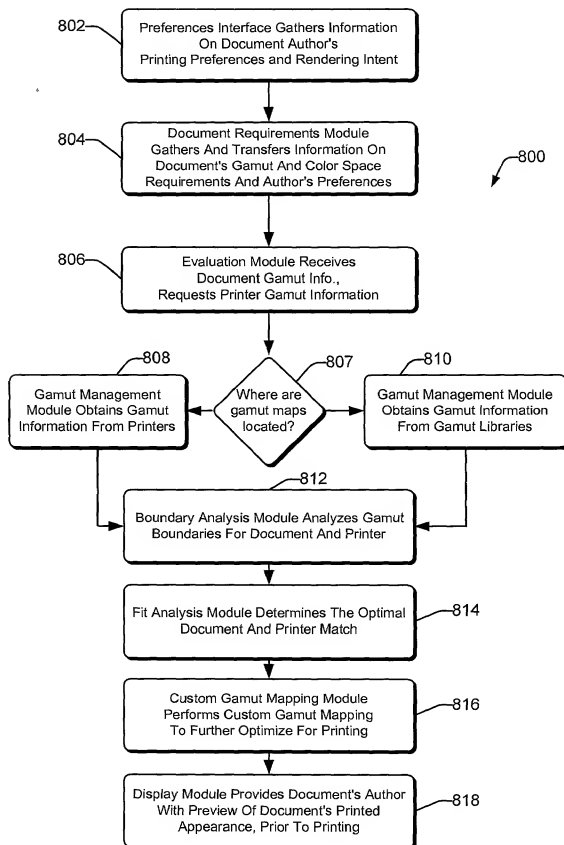 802
Preferences Interface Gathers Information
On Document Author's
Printing Preferences and Rendering Intent
804
Document Requirements Module
Gathers And Transfers Information On
Document's Gamut And Color Space
Requirements And Author's Preferences
800
806
Evaluation Module Receives
Document Gamut Info.,
Requests Printer Gamut Information
808
Gamut Management
Module Obtains Gamut
Information From Printers
807
Where are
gamut maps
located?
810
Gamut Management Module
Obtains Gamut Information
From Gamut Libraries
812
Boundary Analysis Module Analyzes Gamut
Boundaries For Document And Printer
Fit Analysis Module Determines The Optimal
Document And Printer Match
814
Custom Gamut Mapping Module
Performs Custom Gamut Mapping
To Further Optimize For Printing
816
Display Module Provides Document's Author
With Preview Of Document's Printed
Appearance, Prior To Printing
818